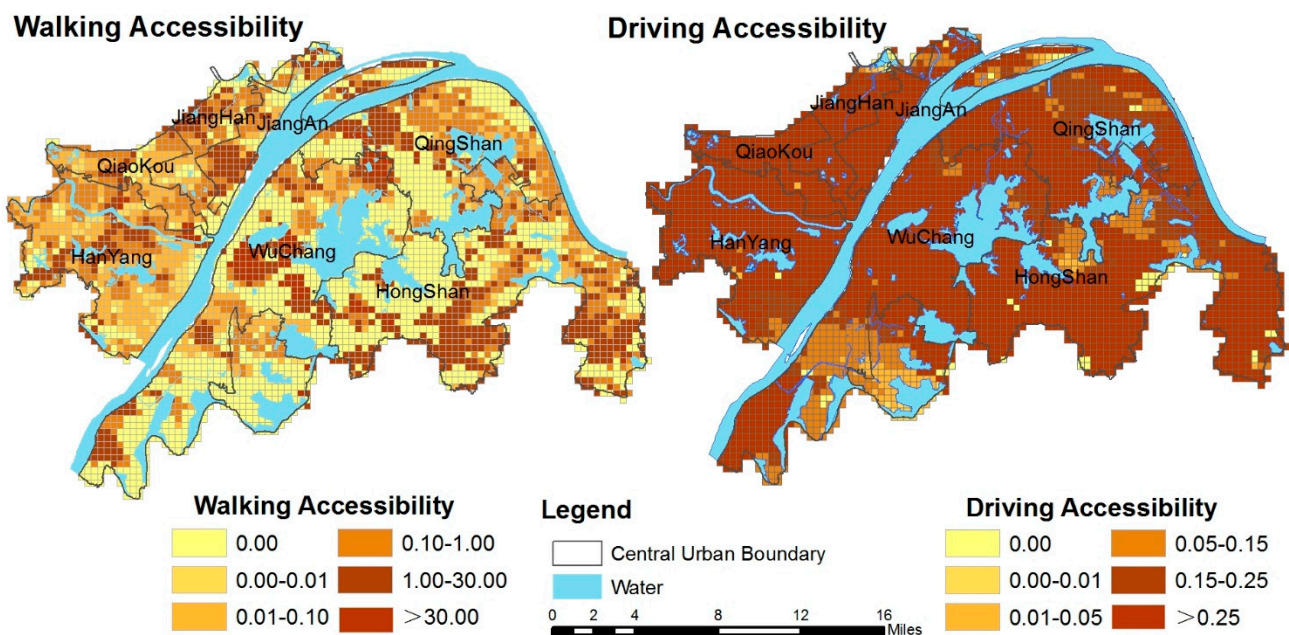 Walking Accessibility
Driving Accessibility
JiangHan
JiangAn
QingShan
QiaoKou
HanYang
WuChang
HongShan
JiangHan
JiangAn
QingShan
QiaoKou
HanYang
WuChang
HongShan
Walking Accessibility
0.00
0.10-1.00
0.00-0.01
1.00-30.00
0.01-0.10
>30.00
Legend
Central Urban Boundary
Water
0 2 4 8 12 16
Miles
Driving Accessibility
0.00
0.05-0.15
0.00-0.01
0.15-0.25
0.01-0.05
>0.25